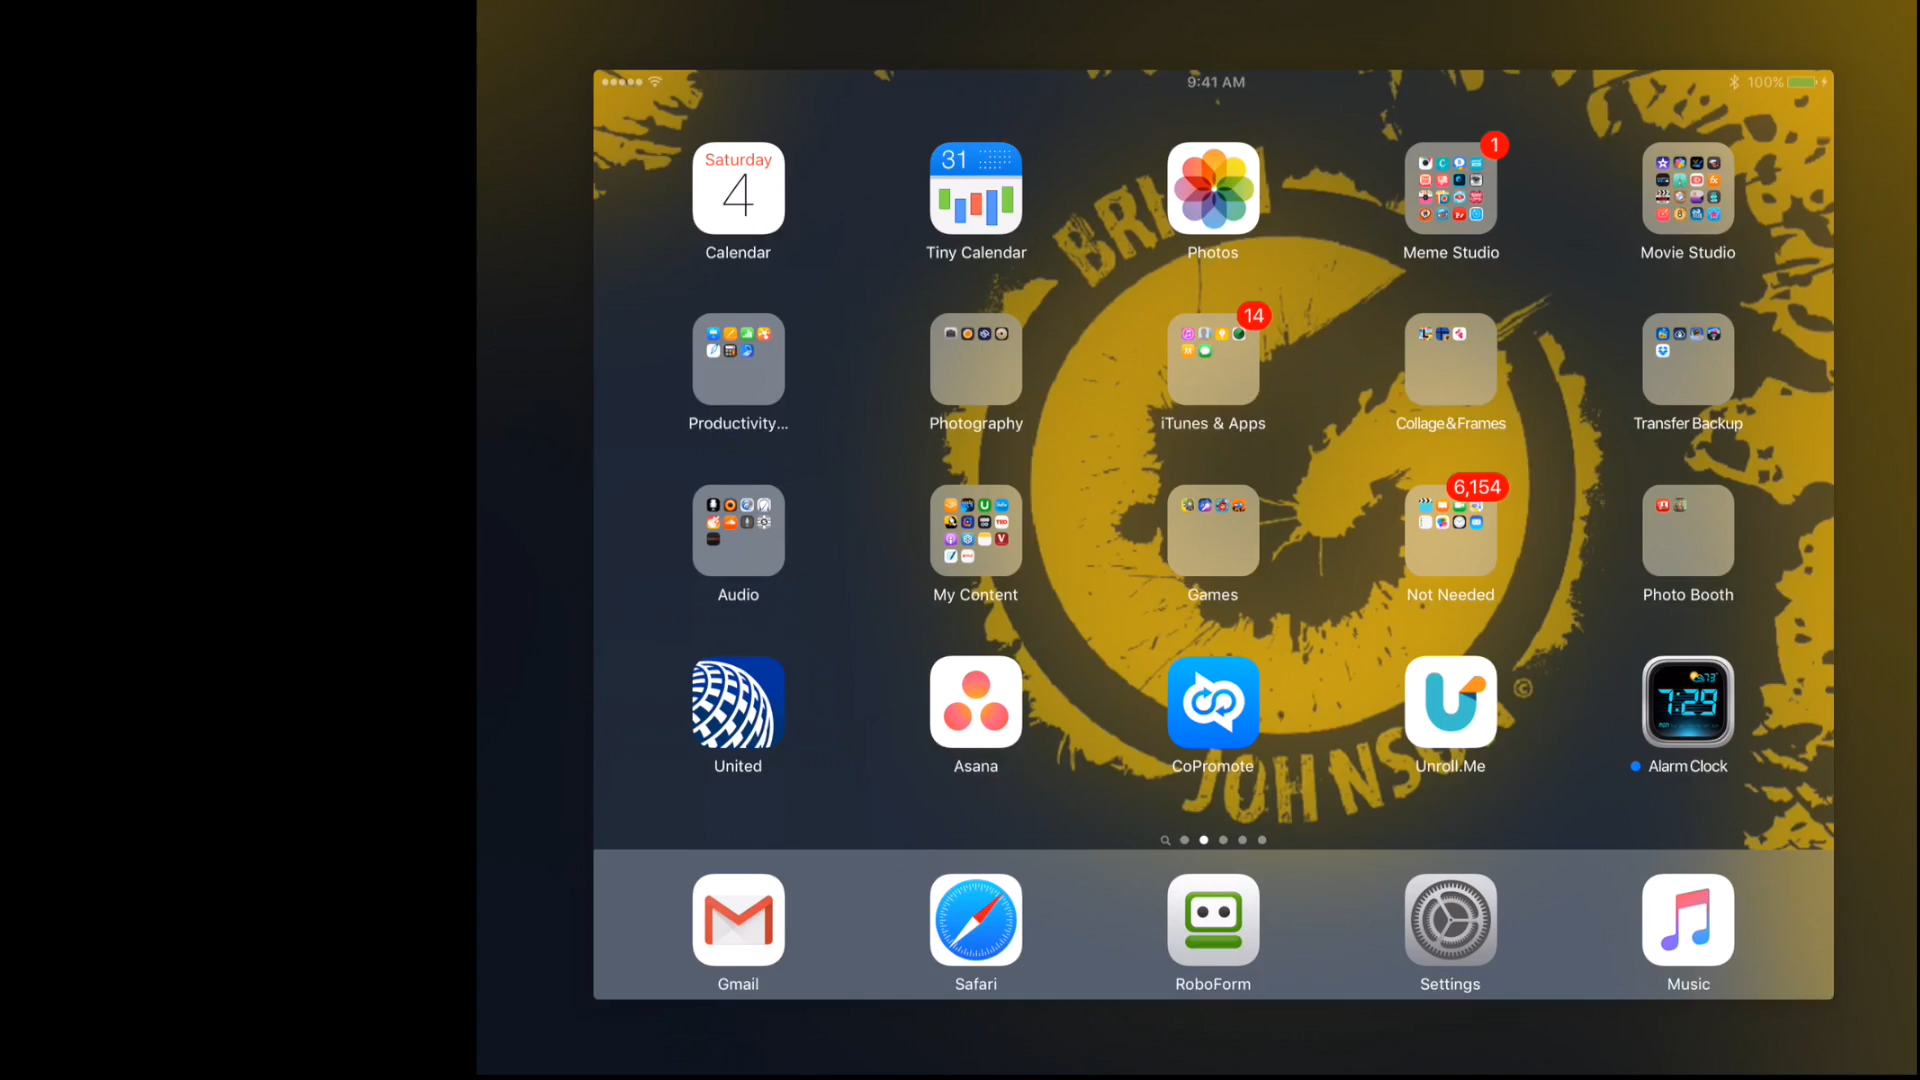 9:41 AM
100%
Saturday
4
Calendar
31
Tiny Calendar
Photos
1
Meme Studio
Movie Studio
Productivity...
Photography
14
iTunes & Apps
Collage & Frames
Transfer Backup
Audio
My Content
Games
6,154
Not Needed
Photo Booth
United
Asana
CoPromote
Unroll.Me
73°
7:29
Alarm Clock
JOHNS
©
Gmail
Safari
RoboForm
Settings
Music